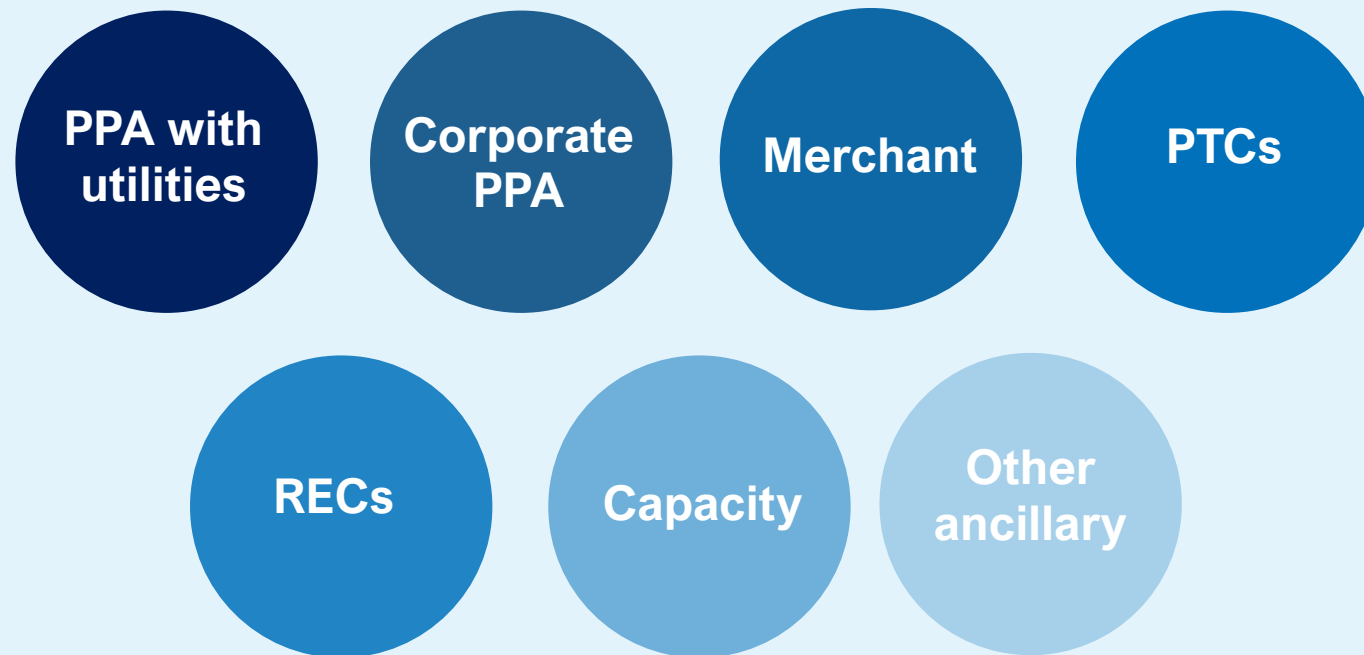 PPA with
utilities
Corporate
PPA
Merchant
PTCs
RECs
Capacity
Other
ancillary